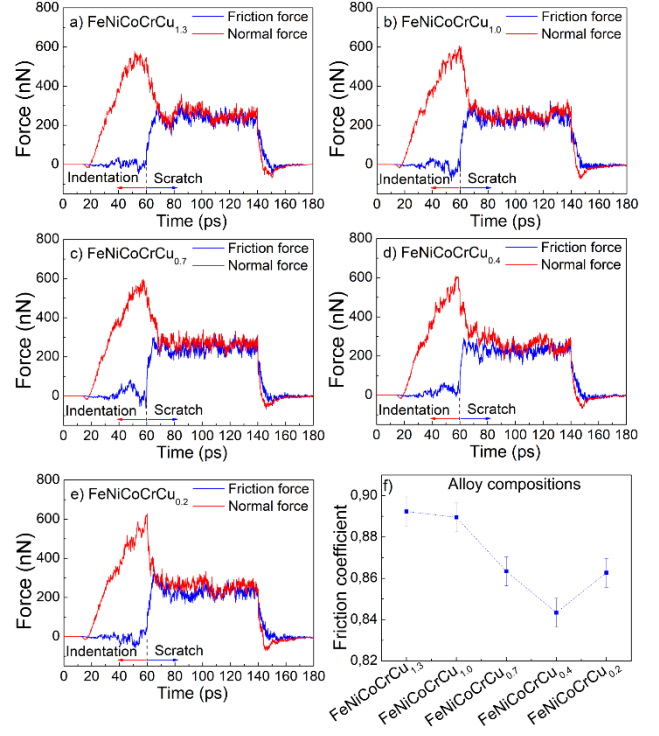 a) FeNiCoCrCu1.3
Friction force
Normal force
Force (nN)
800
600
400
200
0
Indentation
Scratch
0 20 40 60 80 100 120 140 160 180
Time (ps)
b) FeNiCoCrCu1.0
Friction force
Normal force
800
600
400
200
0
Indentation
Scratch
0 20 40 60 80 100 120 140 160 180
Time (ps)
c) FeNiCoCrCu0.7
Friction force
Normal force
Force (nN)
800
600
400
200
0
Indentation
Scratch
0 20 40 60 80 100 120 140 160 180
Time (ps)
d) FeNiCoCrCu0.4
Friction force
Normal force
800
600
400
200
0
Indentation
Scratch
0 20 40 60 80 100 120 140 160 180
Time (ps)
e) FeNiCoCrCu0.2
Friction force
Normal force
Force (nN)
800
600
400
200
0
Indentation
Scratch
0 20 40 60 80 100 120 140 160 180
Time (ps)
f)
Alloy compositions
Friction coefficient
0,90
0,88
0,86
0,84
0,82
FeNiCoCrCu1.3
FeNiCoCrCu1.0
FeNiCoCrCu0.7
FeNiCoCrCu0.4
FeNiCoCrCu0.2